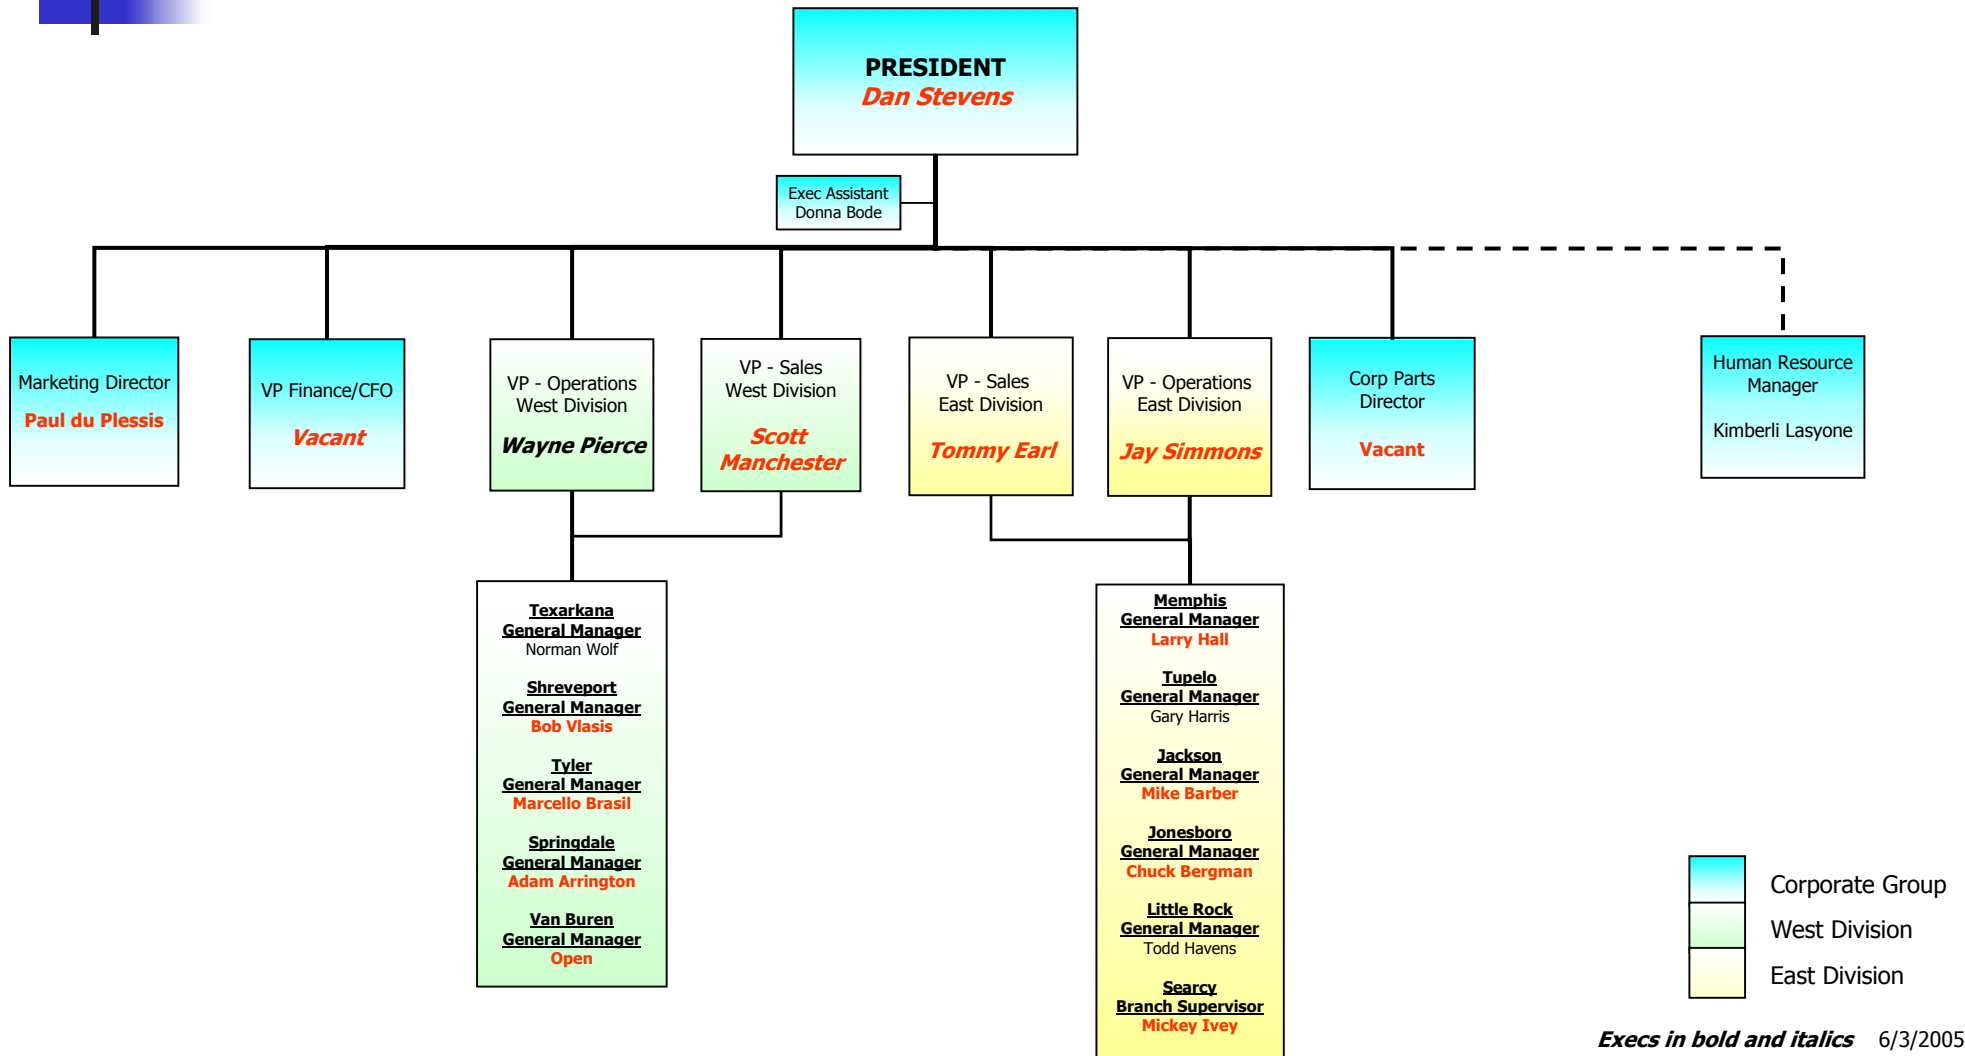 PRESIDENT
Dan Stevens
Exec Assistant
Donna Bode
Marketing Director
Paul du Plessis
VP Finance/CFO
Vacant
VP - Operations
West Division
Wayne Pierce
VP - Sales
West Division
Scott
Manchester
VP - Sales
East Division
Tommy Earl
VP - Operations
East Division
Jay Simmons
Corp Parts
Director
Vacant
Human Resource
Manager
Kimberli Lasyone
Texarkana
General Manager
Norman Wolf
Shreveport
General Manager
Bob Vlasis
Tyler
General Manager
Marcello Brasil
Springdale
General Manager
Adam Arrington
Van Buren
General Manager
Open
Memphis
General Manager
Larry Hall
Tupelo
General Manager
Gary Harris
Jackson
General Manager
Mike Barber
Jonesboro
General Manager
Chuck Bergman
Little Rock
General Manager
Todd Havens
Searcy
Branch Supervisor
Mickey Ivey
Corporate Group
West Division
East Division
Execs in bold and italics 6/3/2005